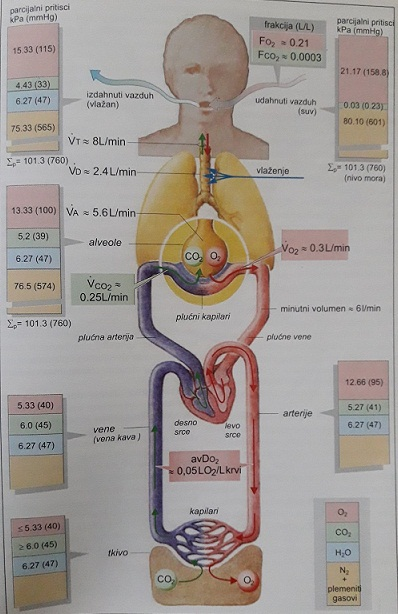 parcijalni pritisci
kPa (mmHg)
15.33 (115)
4.43 (33)
6.27 (47)
75.33 (565)
Σp= 101.3 (760)
izdahnuti vazduh
(vlažan)
frakcija (L/L)
FO₂ ≈ 0.21
FCO₂ ≈ 0.0003
udahnuti vazduh
(suv)
parcijalni pritisci
kPa (mmHg)
21.17 (158.8)
0.03 (0.23)
80.10 (601)
Σp= 101.3 (760)
(nivo mora)
V̇T ≈ 8L/min
V̇D ≈ 2.4L/min
vlaženje
13.33 (100)
5.2 (39)
6.27 (47)
76.5 (574)
Σp= 101.3 (760)
V̇A ≈ 5.6L/min
alveole
CO₂
O₂
V̇O₂ ≈ 0.3L/min
V̇CO₂ ≈
0.25L/min
plućni kapilari
minutni volumen ≈ 6l/min
plućna arterija
plućne vene
5.33 (40)
6.0 (45)
6.27 (47)
vene
(vena kava)
desno
srce
levo
srce
arterije
12.66 (95)
5.27 (41)
6.27 (47)
avDO₂
≈ 0,05LO₂/Lkrvi
kapilari
≤5.33 (40)
≥6.0 (45)
6.27 (47)
tkivo
CO₂
O₂
O₂
CO₂
H₂O
N₂
+
plemeniti
gasovi